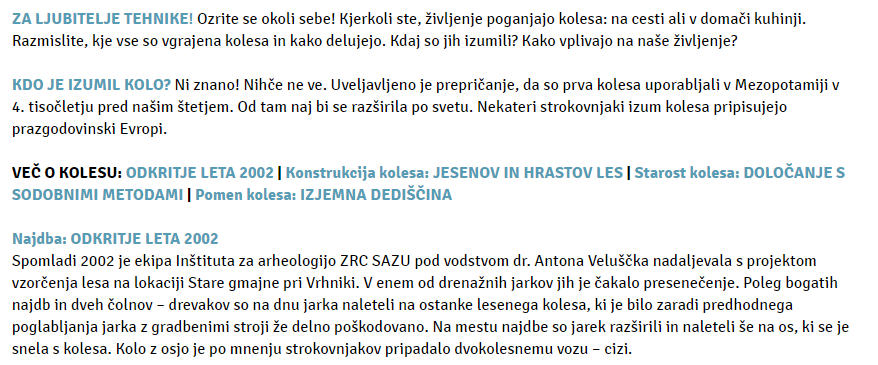 ZA LJUBITELJE TEHNIKE! Ozrite se okoli sebe! Kjerkoli ste, življenje poganjajo kolesa: na cesti ali v domači kuhinji.
Razmislite, kje vse so vgrajena kolesa in kako delujejo. Kdaj so jih izumili? Kako vplivajo na naše življenje?
KDO JE IZUMIL KOLO? Ni znano! Nihče ne ve. Uveljavljeno je prepričanje, da so prva kolesa uporabljali v Mezopotamiji v
4. tisočletju pred našim štetjem. Od tam naj bi se razširila po svetu. Nekateri strokovnjaki izum kolesa pripisujejo
prazgodovinski Evropi.
VEČ O KOLESU: ODKRITJE LETA 2002 | Konstrukcija kolesa: JESENOV IN HRASTOV LES | Starost kolesa: DOLOČANJE S
SODOBNIMI METODAMI | Pomen kolesa: IZJEMNA DEDIŠČINA
Najdba: ODKRITJE LETA 2002
Spomladi 2002 je ekipa Inštituta za arheologijo ZRC SAZU pod vodstvom dr. Antona Veluščka nadaljevala s projektom
vzorčenja lesa na lokaciji Stare gmajne pri Vrhniki. V enem od drenažnih jarkov jih je čakalo presenečenje. Poleg bogatih
najdb in dveh čolnov – drevakov so na dnu jarka naleteli na ostanke lesenega kolesa, ki je bilo zaradi predhodnega
poglabljanja jarka z gradbenimi stroji že delno poškodovano. Na mestu najdbe so jarek razširili in naleteli še na os, ki se je
snela s kolesa. Kolo z osjo je po mnenju strokovnjakov pripadalo dvokolesnemu vozu – cizi.